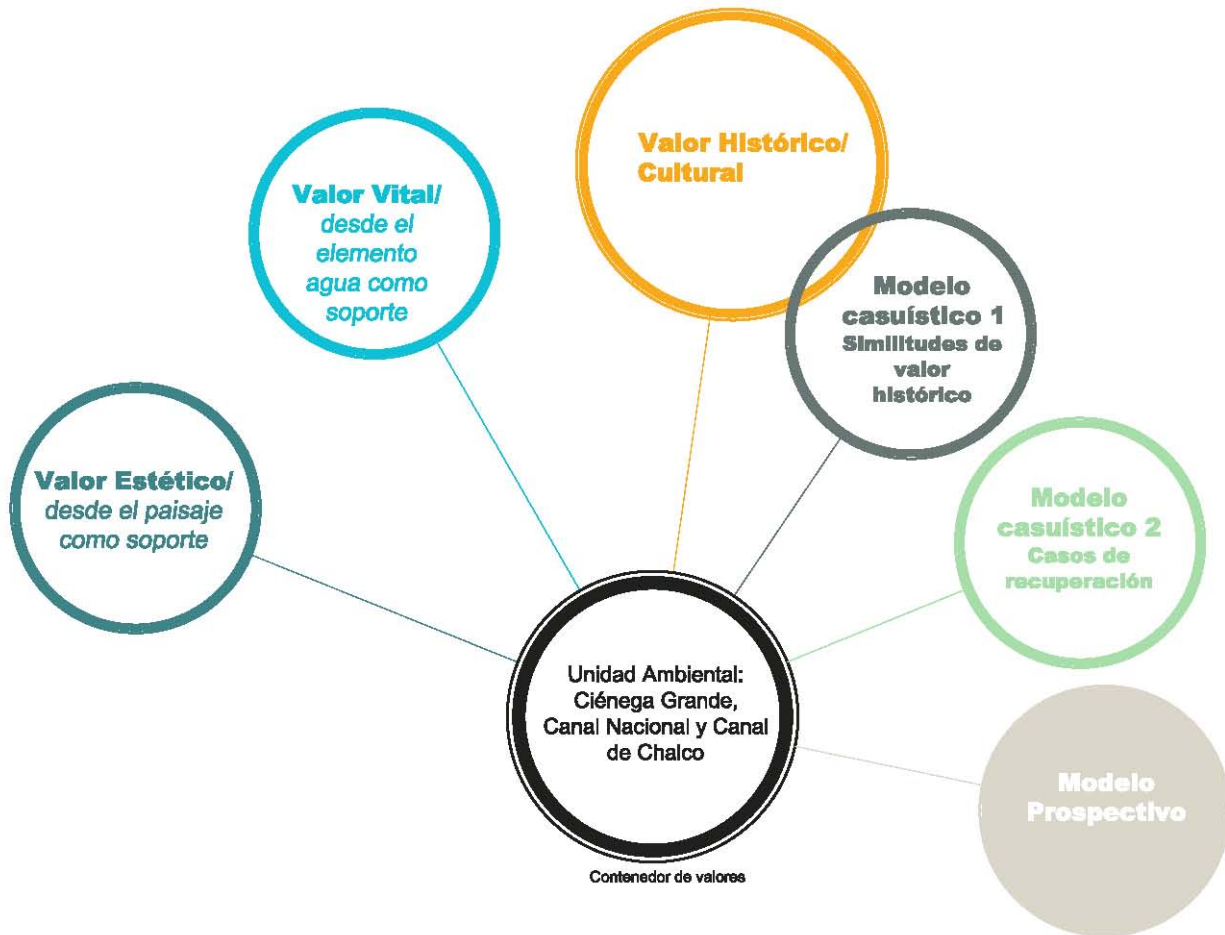 Valor Histórico/
Cultural
Valor Vital/
desde el
elemento
agua como
soporte
Modelo
casuístico 1
Similitudes de
valor
histórico
Valor Estético/
desde el paisaje
como soporte
Modelo
casuístico 2
Casos de
recuperación
Unidad Ambiental:
Ciénega Grande,
Canal Nacional y Canal
de Chalco
Modelo
Prospectivo
Contenedor de valores